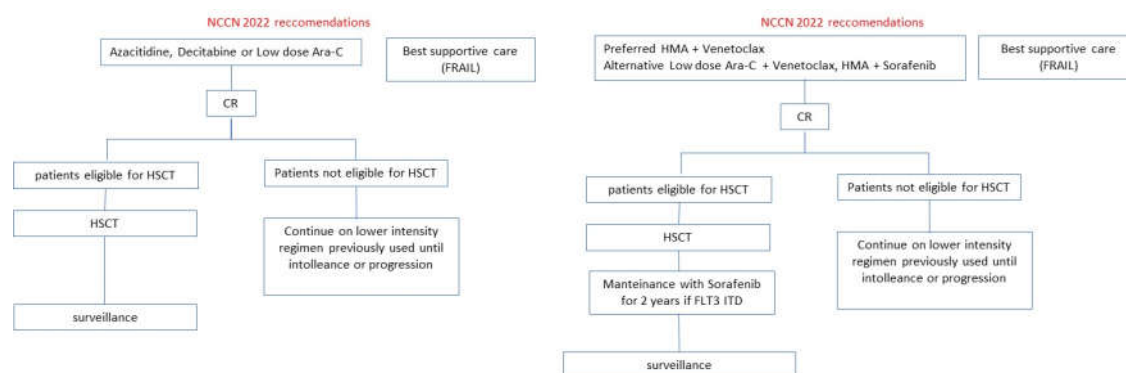 NCCN 2022 reccomendations
Azacitidine, Decitabine or Low dose Ara-C
Best supportive care
(FRAIL)
CR
patients eligible for HSCT
Patients not eligible for HSCT
HSCT
Continue on lower intensity
regimen previously used until
intolleance or progression
surveillance
NCCN 2022 reccomendations
Preferred HMA + Venetoclax
Alternative Low dose Ara-C + Venetoclax, HMA + Sorafenib
Best supportive care
(FRAIL)
CR
patients eligible for HSCT
Patients not eligible for HSCT
HSCT
Continue on lower intensity
regimen previously used until
intolleance or progression
Manteinance with Sorafenib
for 2 years if FLT3 ITD
surveillance